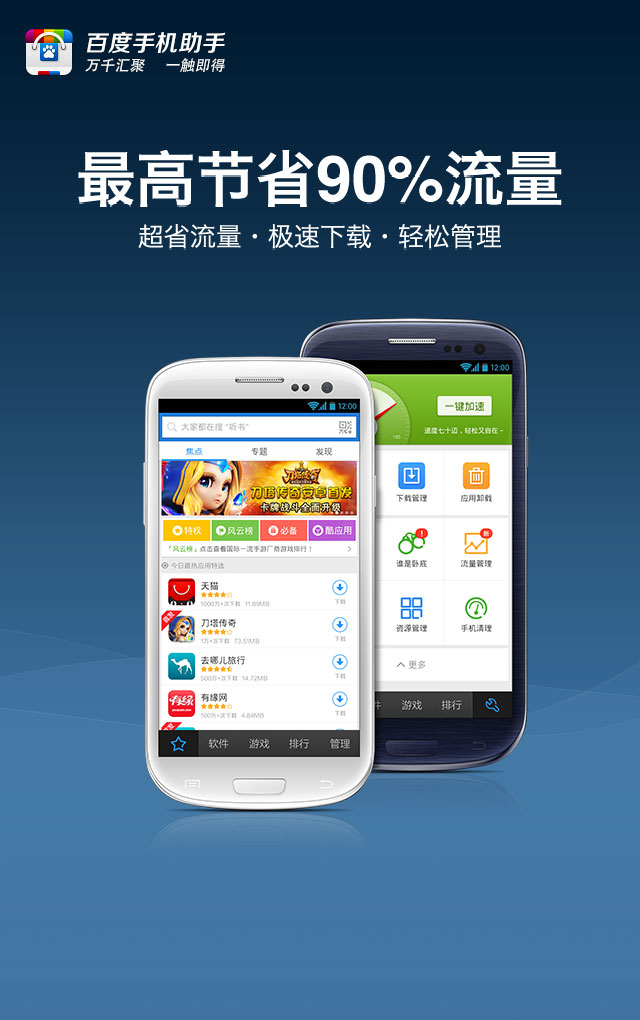 百度手机助手
万千汇聚 一触即得
最高节省90%流量
超省流量·极速下载·轻松管理
12:00
一键加速
速度七十迈，轻松又自在~
100
下载管理
应用卸载
谁是卧底
新
流量管理
资源管理
手机清理
更多
件 游戏 排行
12:00
大家都在搜 "听书"
焦点 专题 发现
刀塔传奇
刀塔传奇安卓首发
卡牌战斗全面升级
特权 风云榜 必备 酷应用
「风云榜」点击查看国际一流手游厂商游戏排行！
今日最热应用特选
天猫
1000万+次下载 11.89MB
下载
首发
刀塔传奇
1万+次下载 73.51MB
下载
去哪儿旅行
500万+次下载 14.72MB
下载
有缘
有缘网
100万+次下载 4.84MB
下载
软件 游戏 排行 管理